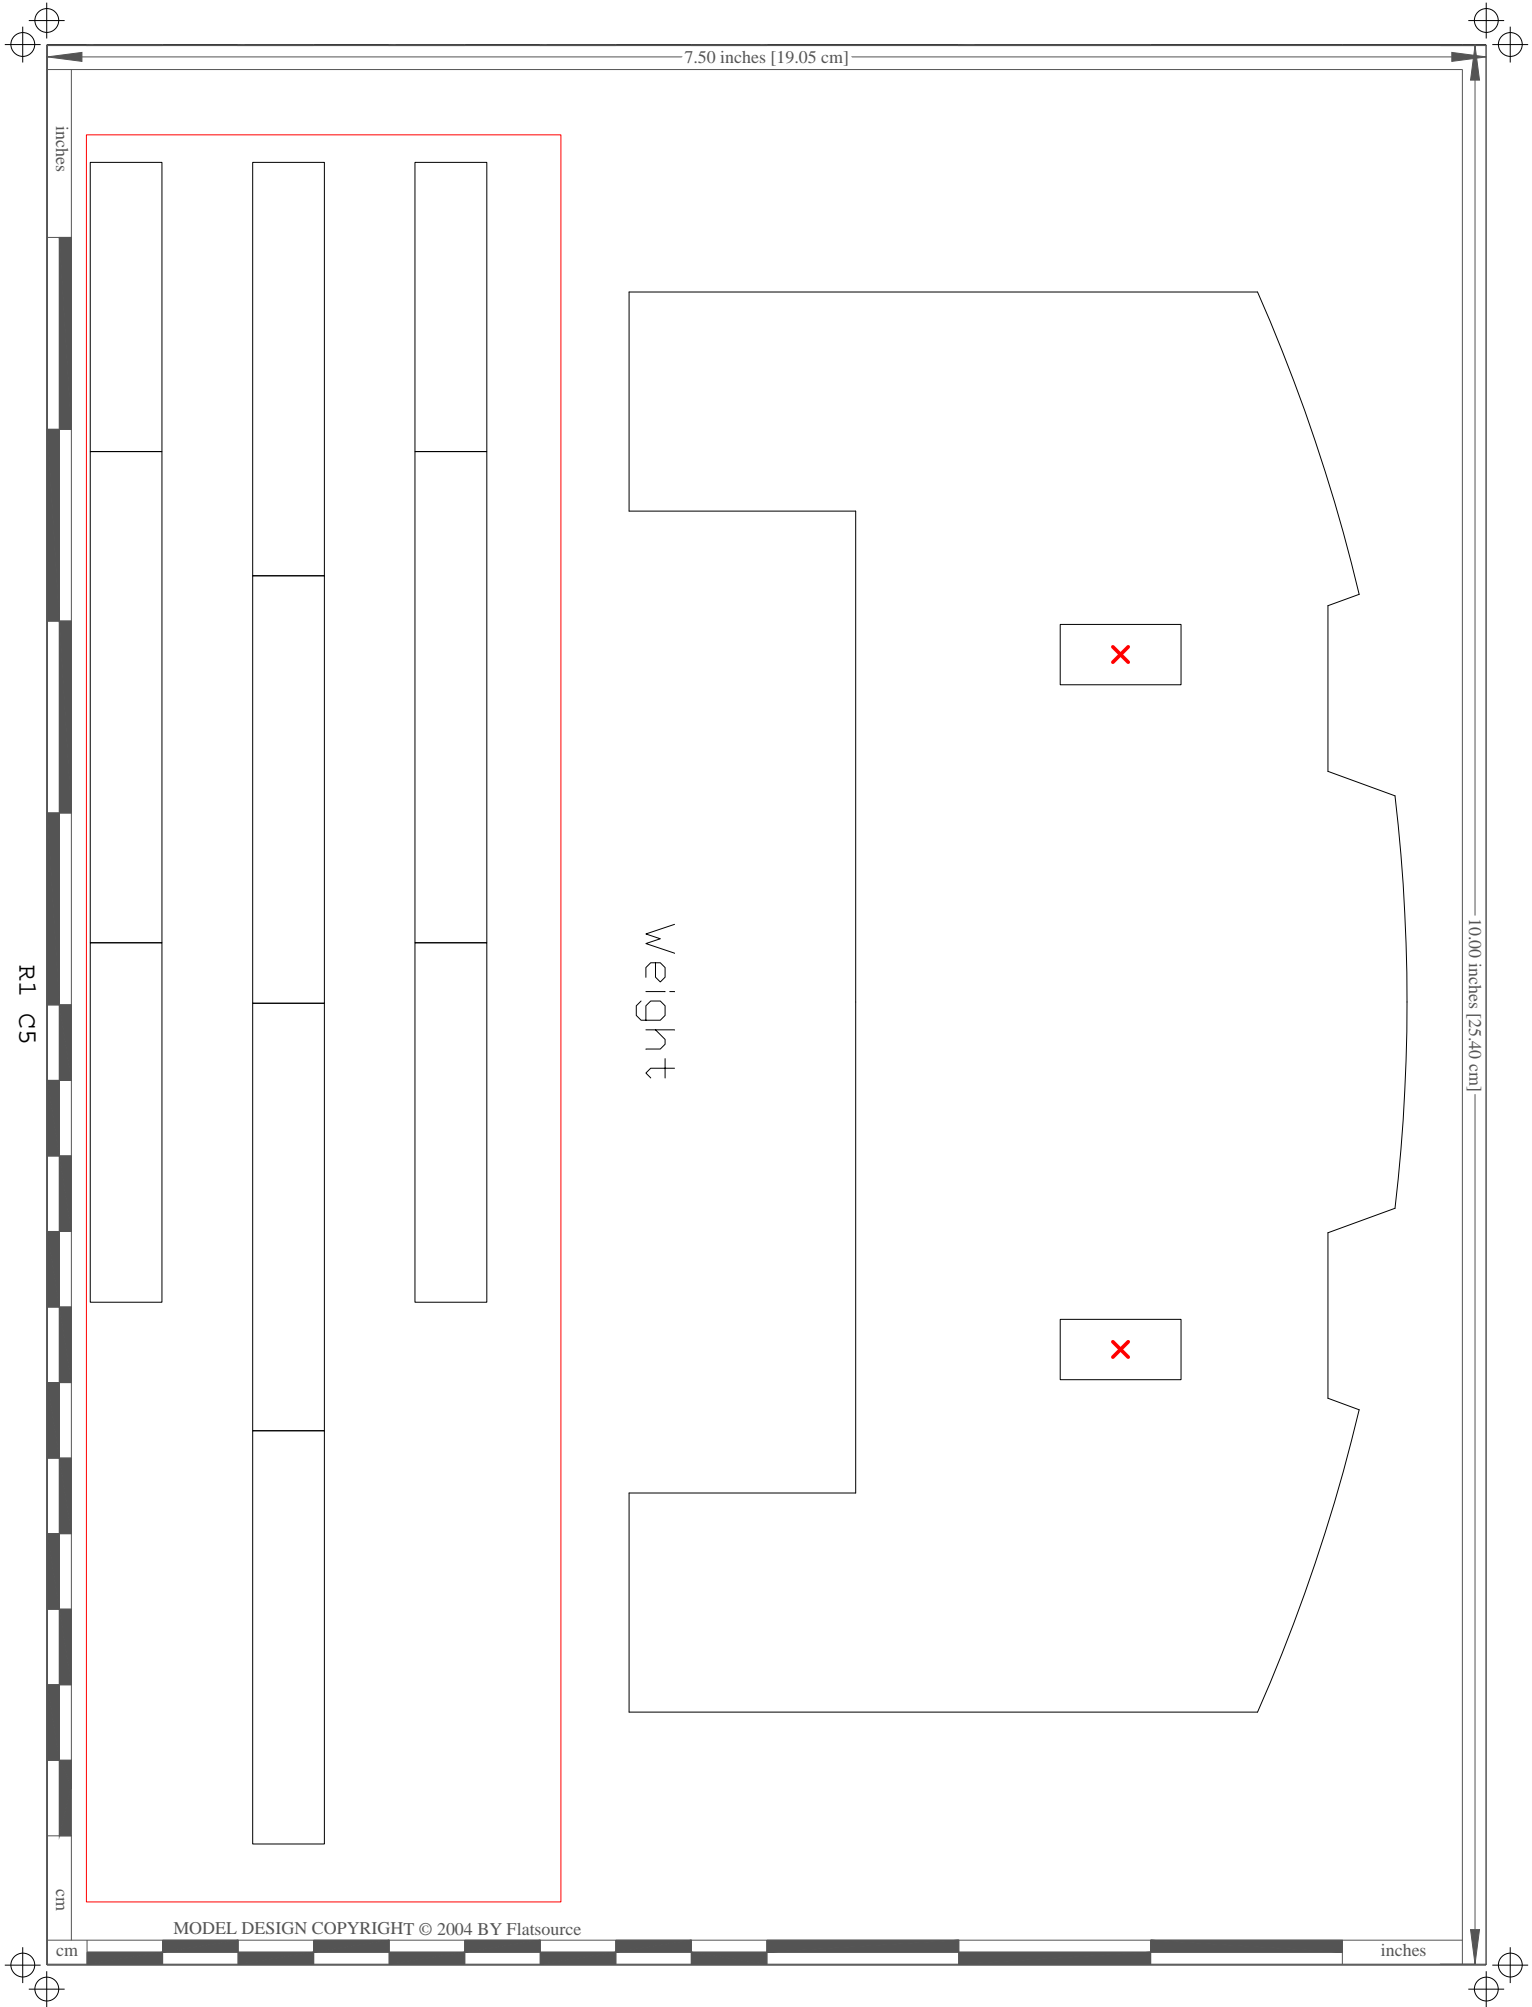 7.50 inches [19.05 cm]
inches
10.00 inches [25.40 cm]
Weight
R1 C5
cm
MODEL DESIGN COPYRIGHT © 2004 BY Flatsource
cm
inches